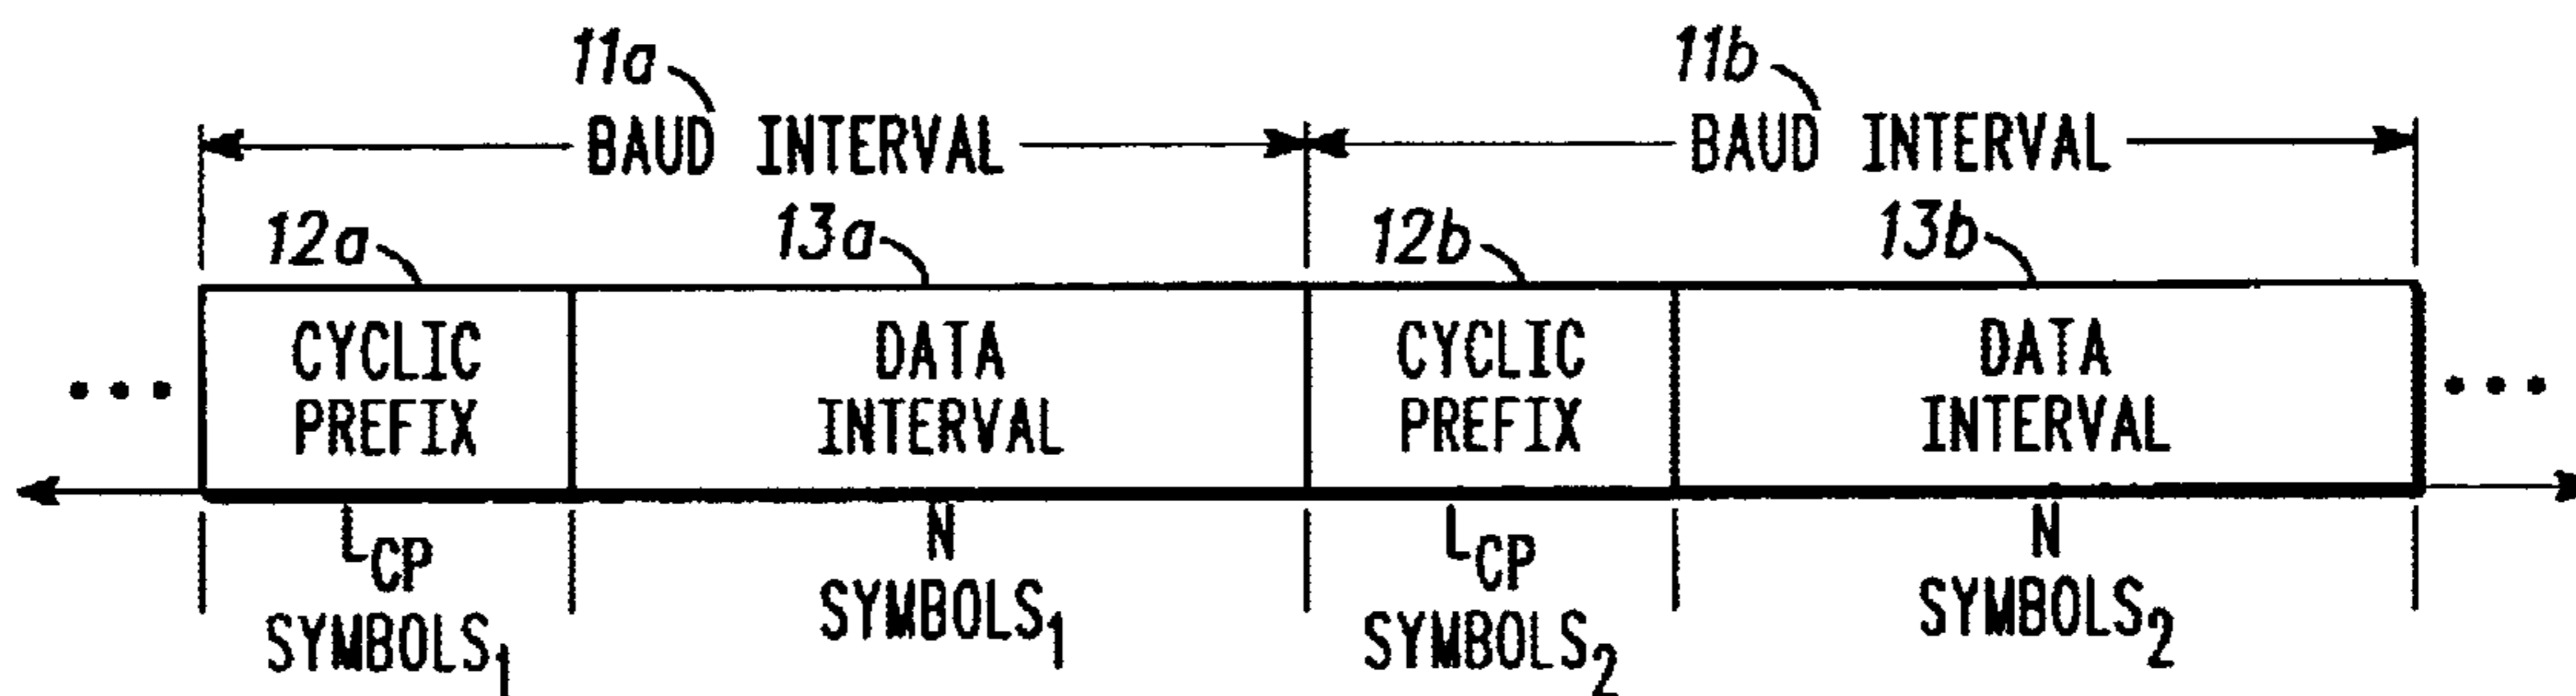 11a 11b
BAUD INTERVAL BAUD INTERVAL
12a 13a 12b 13b
CYCLIC DATA CYCLIC DATA
PREFIX INTERVAL PREFIX INTERVAL
LCP N LCP N
SYMBOLS1 SYMBOLS1 SYMBOLS2 SYMBOLS2